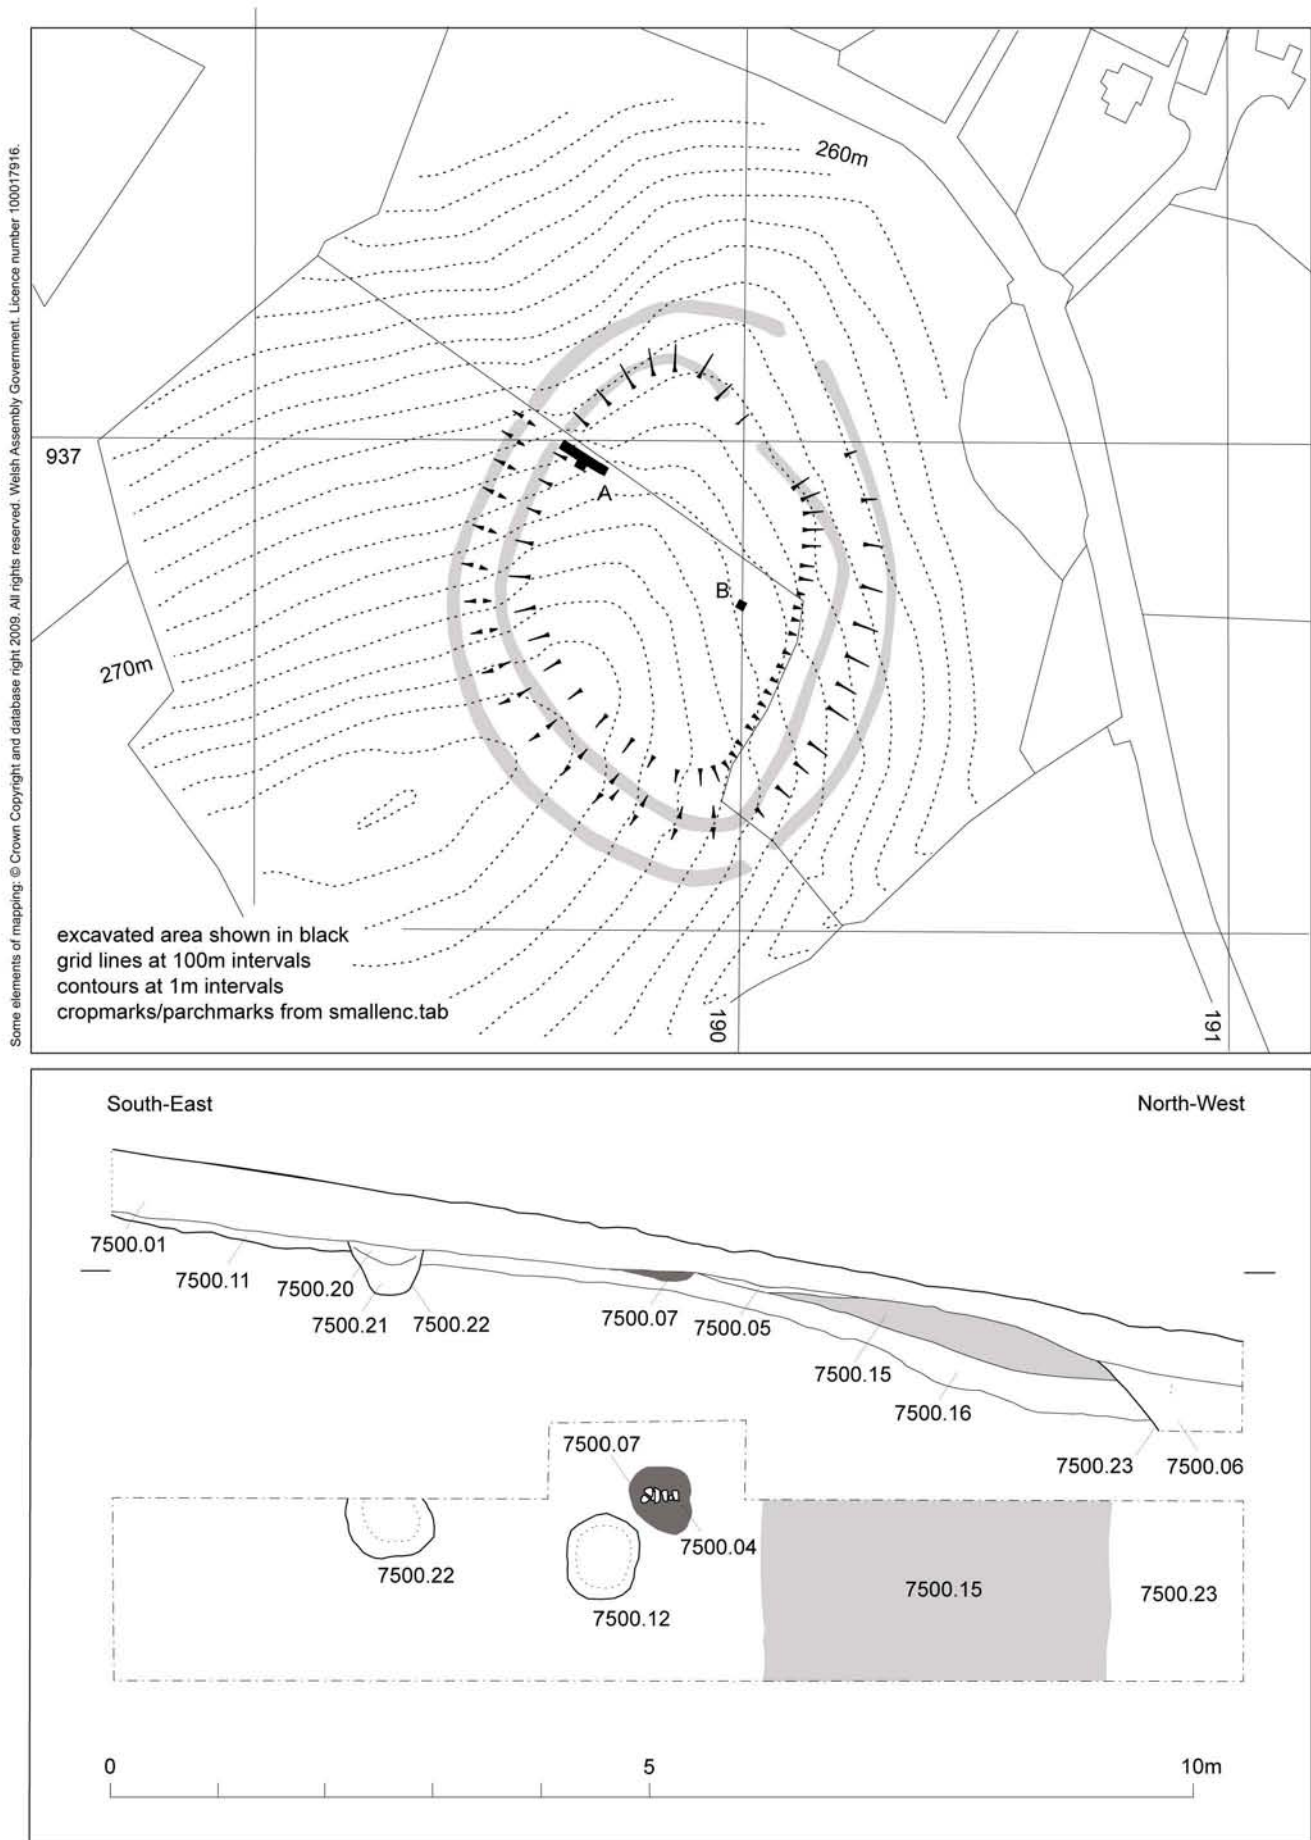 Some elements of mapping: © Crown Copyright and database right 2009. All rights reserved. Welsh Assembly Government. Licence number 100017916.
260m
937
A
B
270m
excavated area shown in black
grid lines at 100m intervals
contours at 1m intervals
cropmarks/parchmarks from smallenc.tab
190
191
South-East
North-West
7500.01
7500.11
7500.20
7500.21
7500.22
7500.07
7500.05
7500.15
7500.16
7500.23
7500.06
7500.07
7500.04
7500.22
7500.12
7500.15
7500.23
0
5
10m